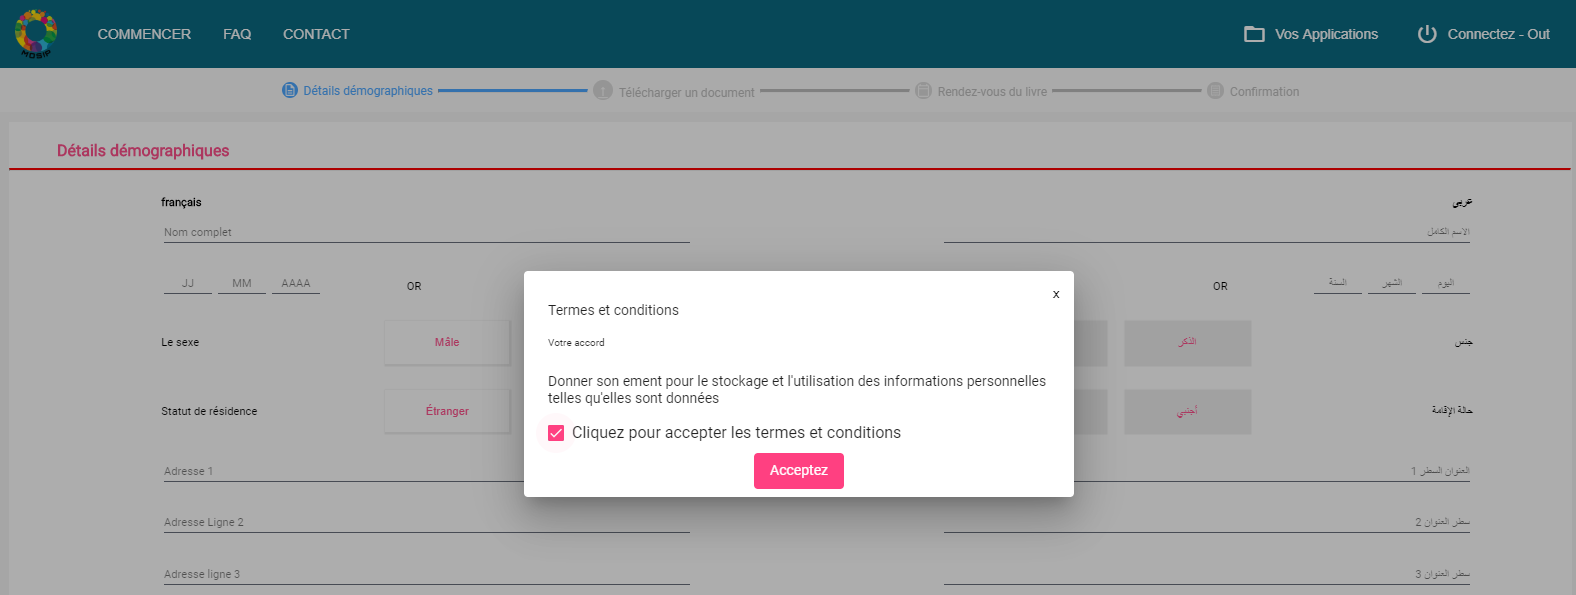 MOSIP
COMMENCER FAQ CONTACT Vos Applications Connectez - Out
Détails démographiques Télécharger un document Rendez-vous du livre Confirmation
Détails démographiques
français عربى
Nom complet الاسم الكامل
JJ MM AAAA OR OR اليوم الشهر السنة
x
Termes et conditions
Votre accord
Le sexe Mâle الذكر جنس
Donner son ement pour le stockage et l'utilisation des informations personnelles
telles qu'elles sont données
Statut de résidence Étranger أجنبي حالة الإقامة
Cliquez pour accepter les termes et conditions
Acceptez
Adresse 1 العنوان السطر 1
Adresse Ligne 2 سطر العنوان 2
Adresse ligne 3 سطر العنوان 3